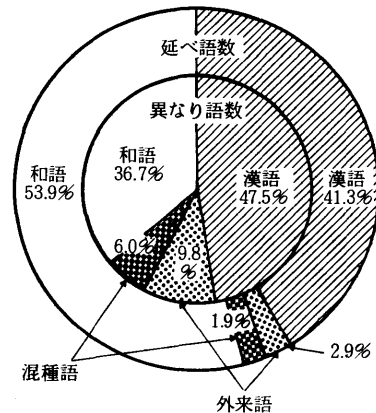 延べ語数
異なり語数
和語
53.9%
和語
36.7%
漢語
47.5%
漢語
41.3%
6.0%
9.8
%
1.9%
2.9%
混種語
外来語